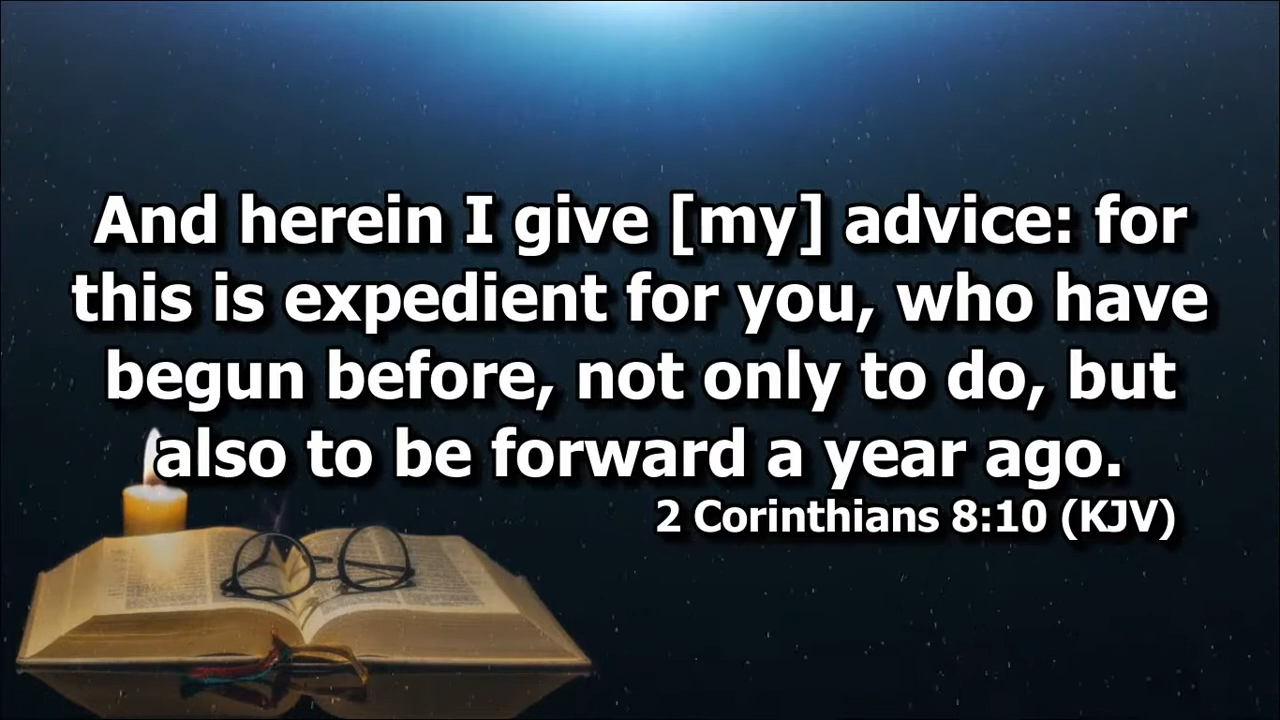 And herein I give [my] advice: for
this is expedient for you, who have
begun before, not only to do, but
also to be forward a year ago.
2 Corinthians 8:10 (KJV)